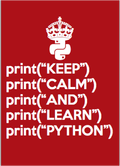 print(“KEEP”)
print(“CALM”)
print(“AND”)
print(“LEARN”)
print(“PYTHON”)